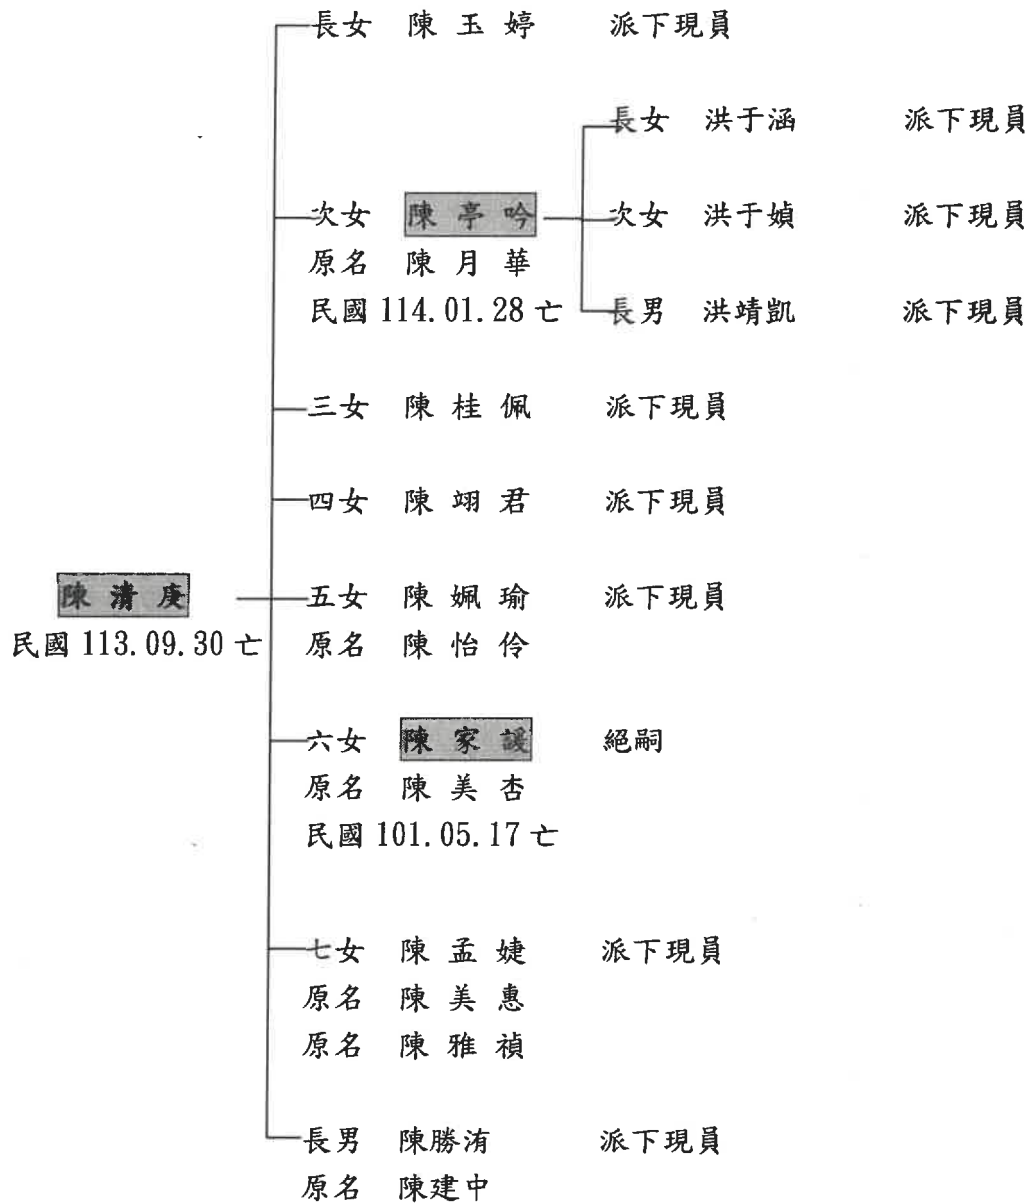 長女 陳玉婷 派下現員
長女 洪于涵 派下現員
次女 陳亭吟 次女 洪于媜 派下現員
原名 陳月華
民國 114.01.28 亡 長男 洪靖凱 派下現員
三女 陳桂佩 派下現員
四女 陳翊君 派下現員
陳清庚 五女 陳姵瑜 派下現員
民國 113.09.30 亡 原名 陳怡伶
六女 陳家諼 絕嗣
原名 陳美杏
民國 101.05.17 亡
七女 陳孟婕 派下現員
原名 陳美惠
原名 陳雅禎
長男 陳勝洧 派下現員
原名 陳建中